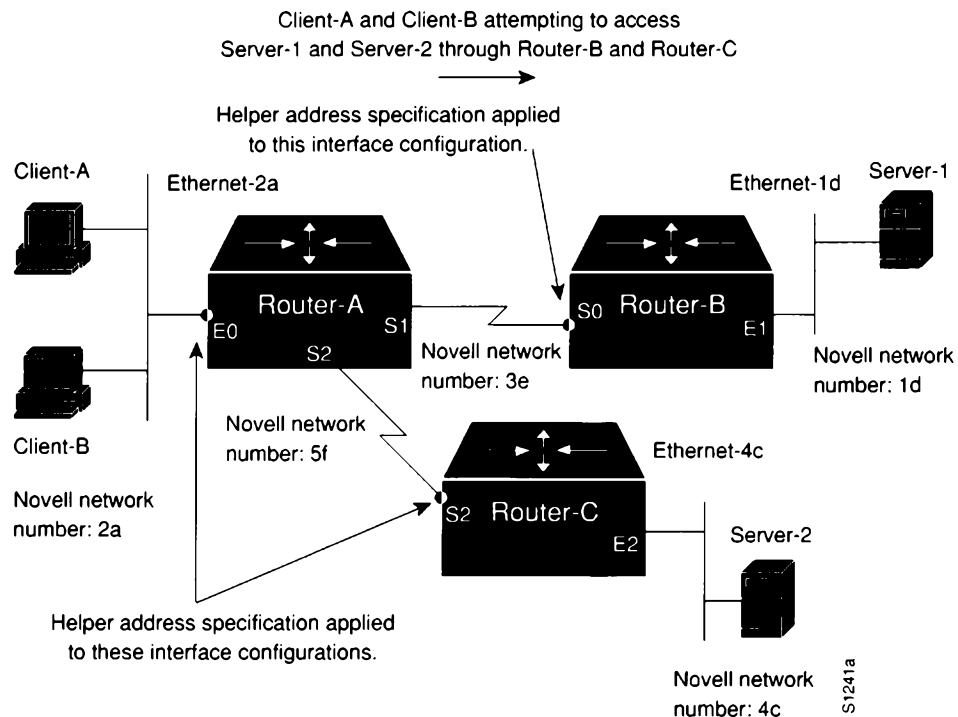 Client-A and Client-B attempting to access
Server-1 and Server-2 through Router-B and Router-C
Helper address specification applied
to this interface configuration.
Client-A
Ethernet-2a
Ethernet-1d
Server-1
Router-A
E0
S1
S2
Router-B
S0
E1
Novell network
number: 3e
Novell network
number: 1d
Client-B
Novell network
number: 5f
Ethernet-4c
Novell network
number: 2a
Router-C
S2
E2
Server-2
Helper address specification applied
to these interface configurations.
Novell network
number: 4c
S1241a